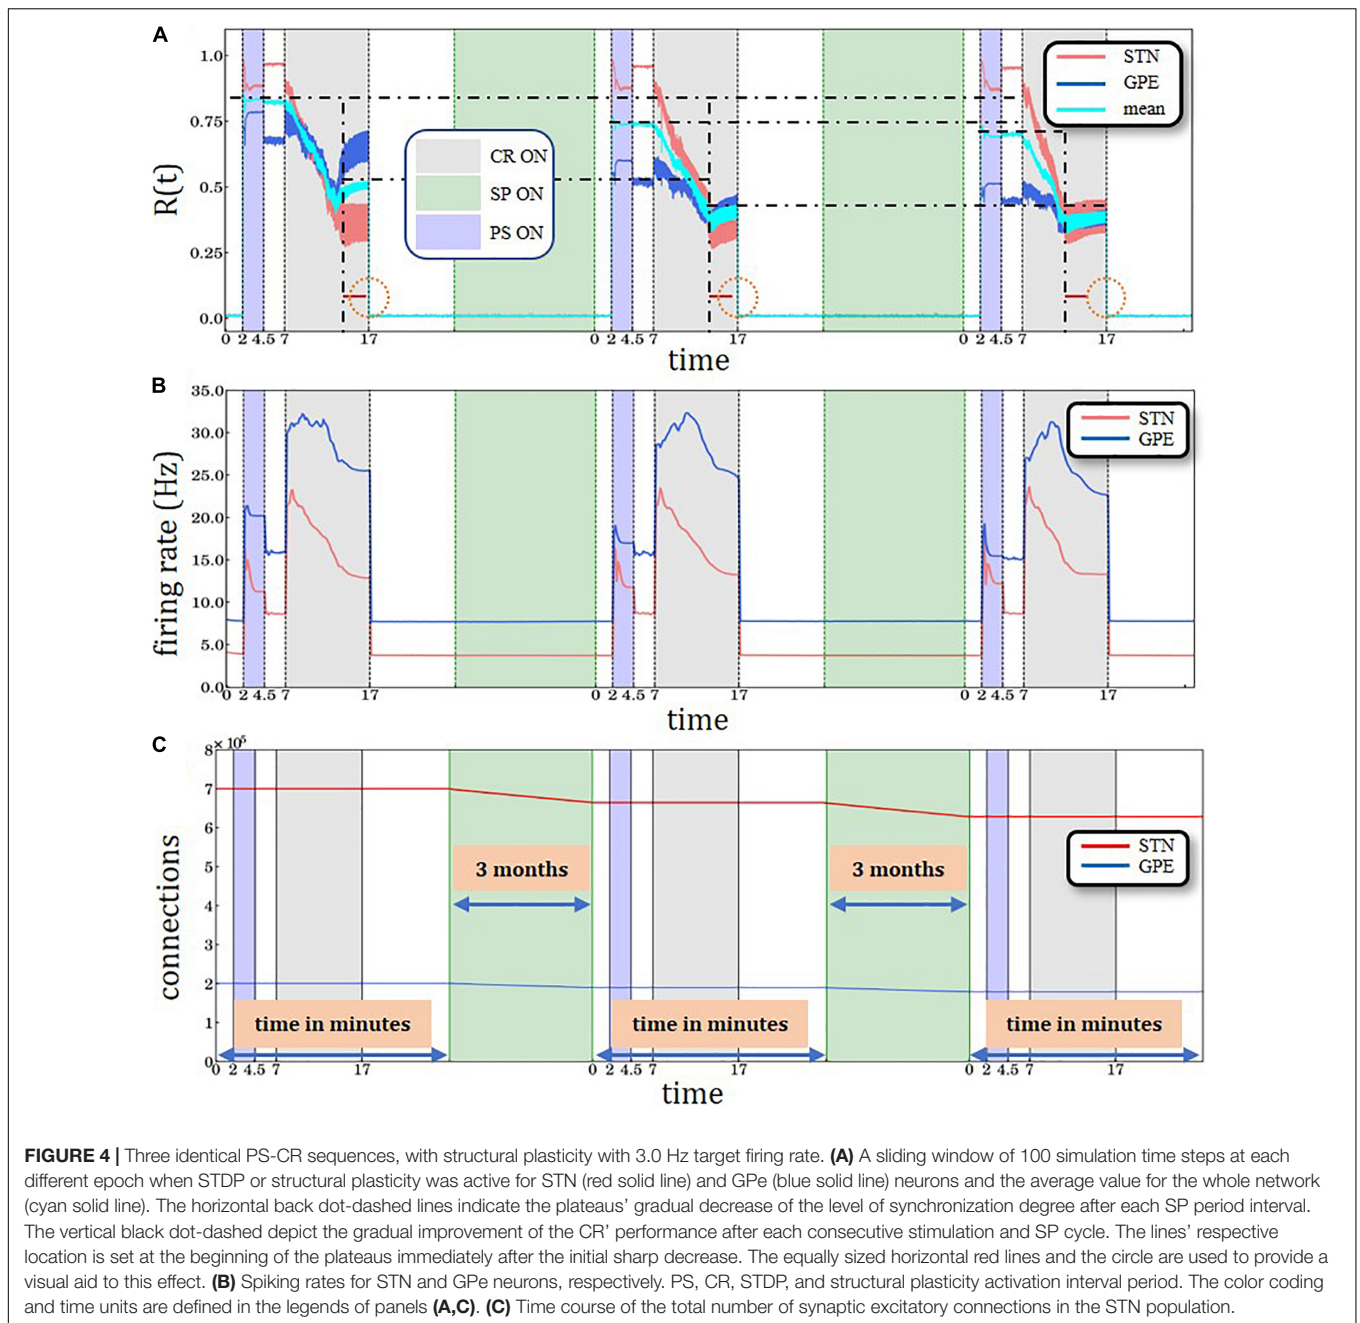 A
R(t)
1.0
0.75
0.5
0.25
0.0
STN
GPE
mean
CR ON
SP ON
PS ON
0 2 4.5 7 17 0 2 4.5 7 17 0 2 4.5 7 17
time
B
firing rate (Hz)
35.0
30.0
25.0
20.0
15.0
10.0
5.0
0.0
STN
GPE
0 2 4.5 7 17 0 2 4.5 7 17 0 2 4.5 7 17
time
C
connections
8 × 10⁵
7
6
5
4
3
2
1
0
STN
GPE
3 months
3 months
time in minutes
time in minutes
time in minutes
0 2 4.5 7 17 0 2 4.5 7 17 0 2 4.5 7 17
time
FIGURE 4 | Three identical PS-CR sequences, with structural plasticity with 3.0 Hz target firing rate. (A) A sliding window of 100 simulation time steps at each
different epoch when STDP or structural plasticity was active for STN (red solid line) and GPe (blue solid line) neurons and the average value for the whole network
(cyan solid line). The horizontal back dot-dashed lines indicate the plateaus' gradual decrease of the level of synchronization degree after each SP period interval.
The vertical black dot-dashed depict the gradual improvement of the CR' performance after each consecutive stimulation and SP cycle. The lines' respective
location is set at the beginning of the plateaus immediately after the initial sharp decrease. The equally sized horizontal red lines and the circle are used to provide a
visual aid to this effect. (B) Spiking rates for STN and GPe neurons, respectively. PS, CR, STDP, and structural plasticity activation interval period. The color coding
and time units are defined in the legends of panels (A,C). (C) Time course of the total number of synaptic excitatory connections in the STN population.